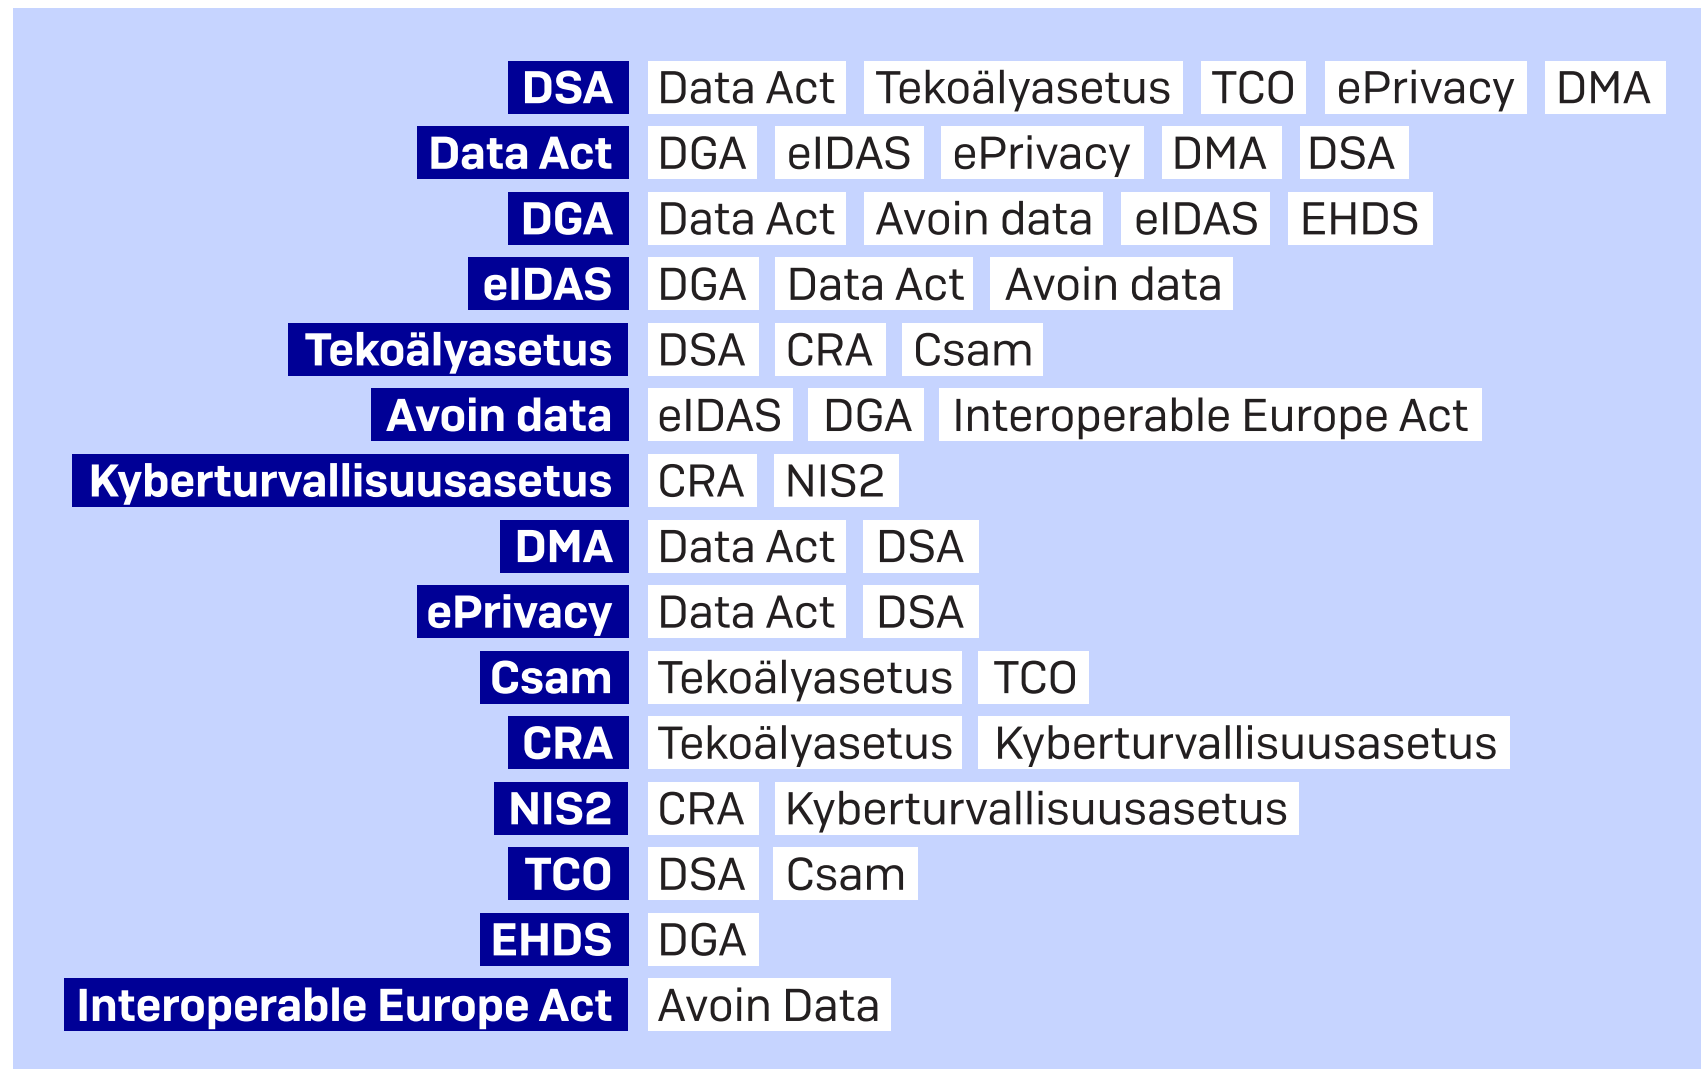 DSA Data Act Tekoälyasetus TCO ePrivacy DMA
Data Act DGA eIDAS ePrivacy DMA DSA
DGA Data Act Avoin data eIDAS EHDS
eIDAS DGA Data Act Avoin data
Tekoälyasetus DSA CRA Csam
Avoin data eIDAS DGA Interoperable Europe Act
Kyberturvallisuusasetus CRA NIS2
DMA Data Act DSA
ePrivacy Data Act DSA
Csam Tekoälyasetus TCO
CRA Tekoälyasetus Kyberturvallisuusasetus
NIS2 CRA Kyberturvallisuusasetus
TCO DSA Csam
EHDS DGA
Interoperable Europe Act Avoin Data